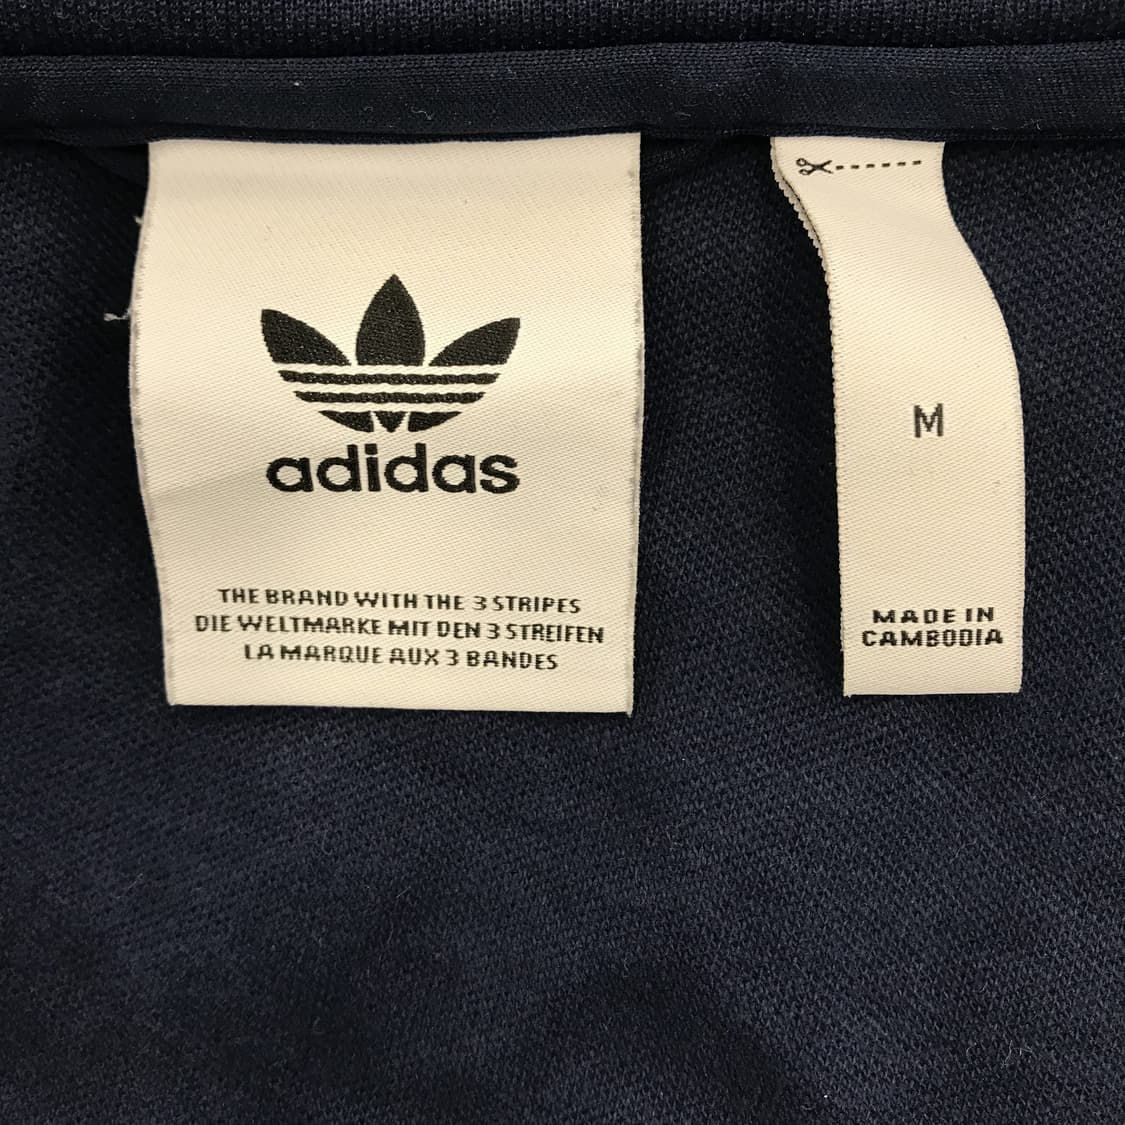 adidas
THE BRAND WITH THE 3 STRIPES
DIE WELTMARKE MIT DEN 3 STREIFEN
LA MARQUE AUX 3 BANDES
M
MADE IN
CAMBODIA